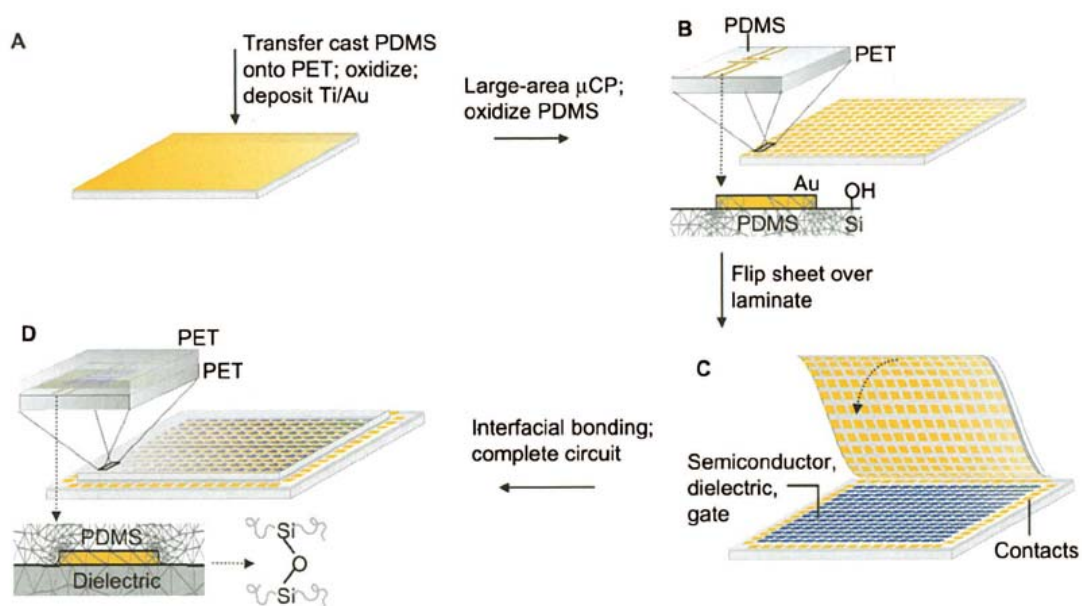 A
Transfer cast PDMS
onto PET; oxidize;
deposit Ti/Au
Large-area μCP;
oxidize PDMS
B
PDMS
PET
Au
OH
PDMS
Si
Flip sheet over
laminate
C
Semiconductor,
dielectric,
gate
Contacts
Interfacial bonding;
complete circuit
D
PET
PET
PDMS
Dielectric
Si
O
Si